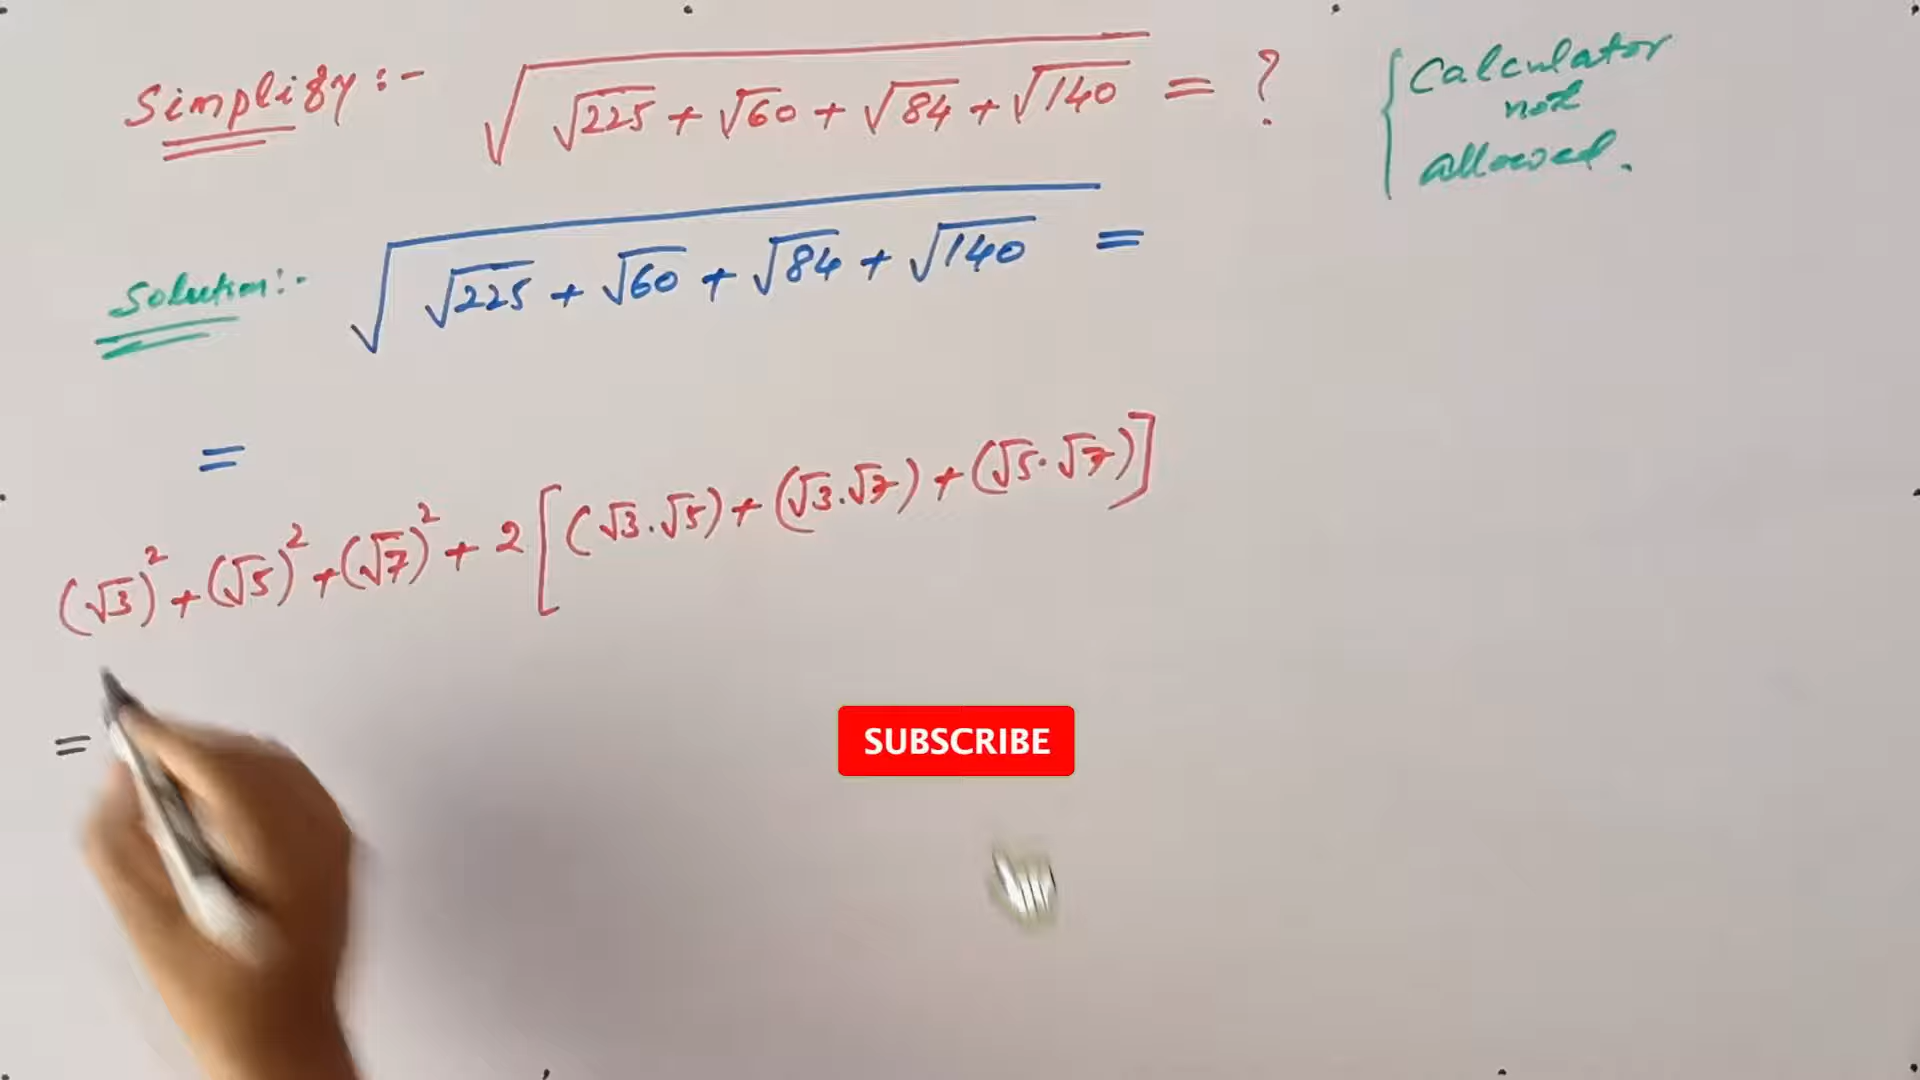 Simplify:- √(√225 + √60 + √84 + √140) = ?
{Calculator
not
allowed.
Solution:- √(√225 + √60 + √84 + √140) =
=
(√3)² + (√5)² + (√7)² + 2[(√3.√5) + (√3.√7) + (√5.√7)]
=
SUBSCRIBE